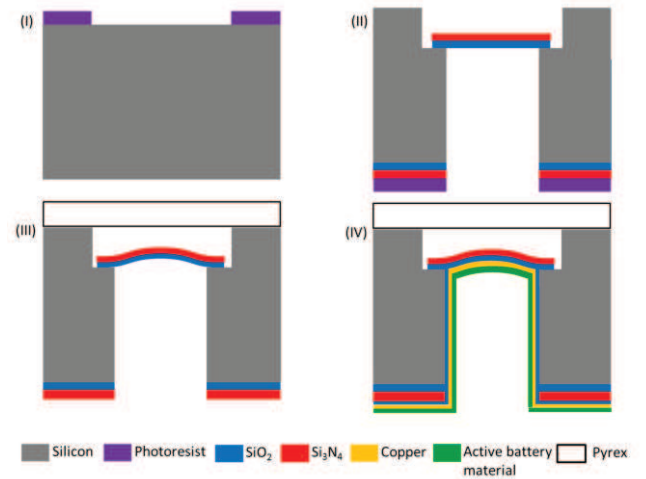 (I)
(II)
(III)
(IV)
Silicon
Photoresist
SiO₂
Si₃N₄
Copper
Active battery
material
Pyrex